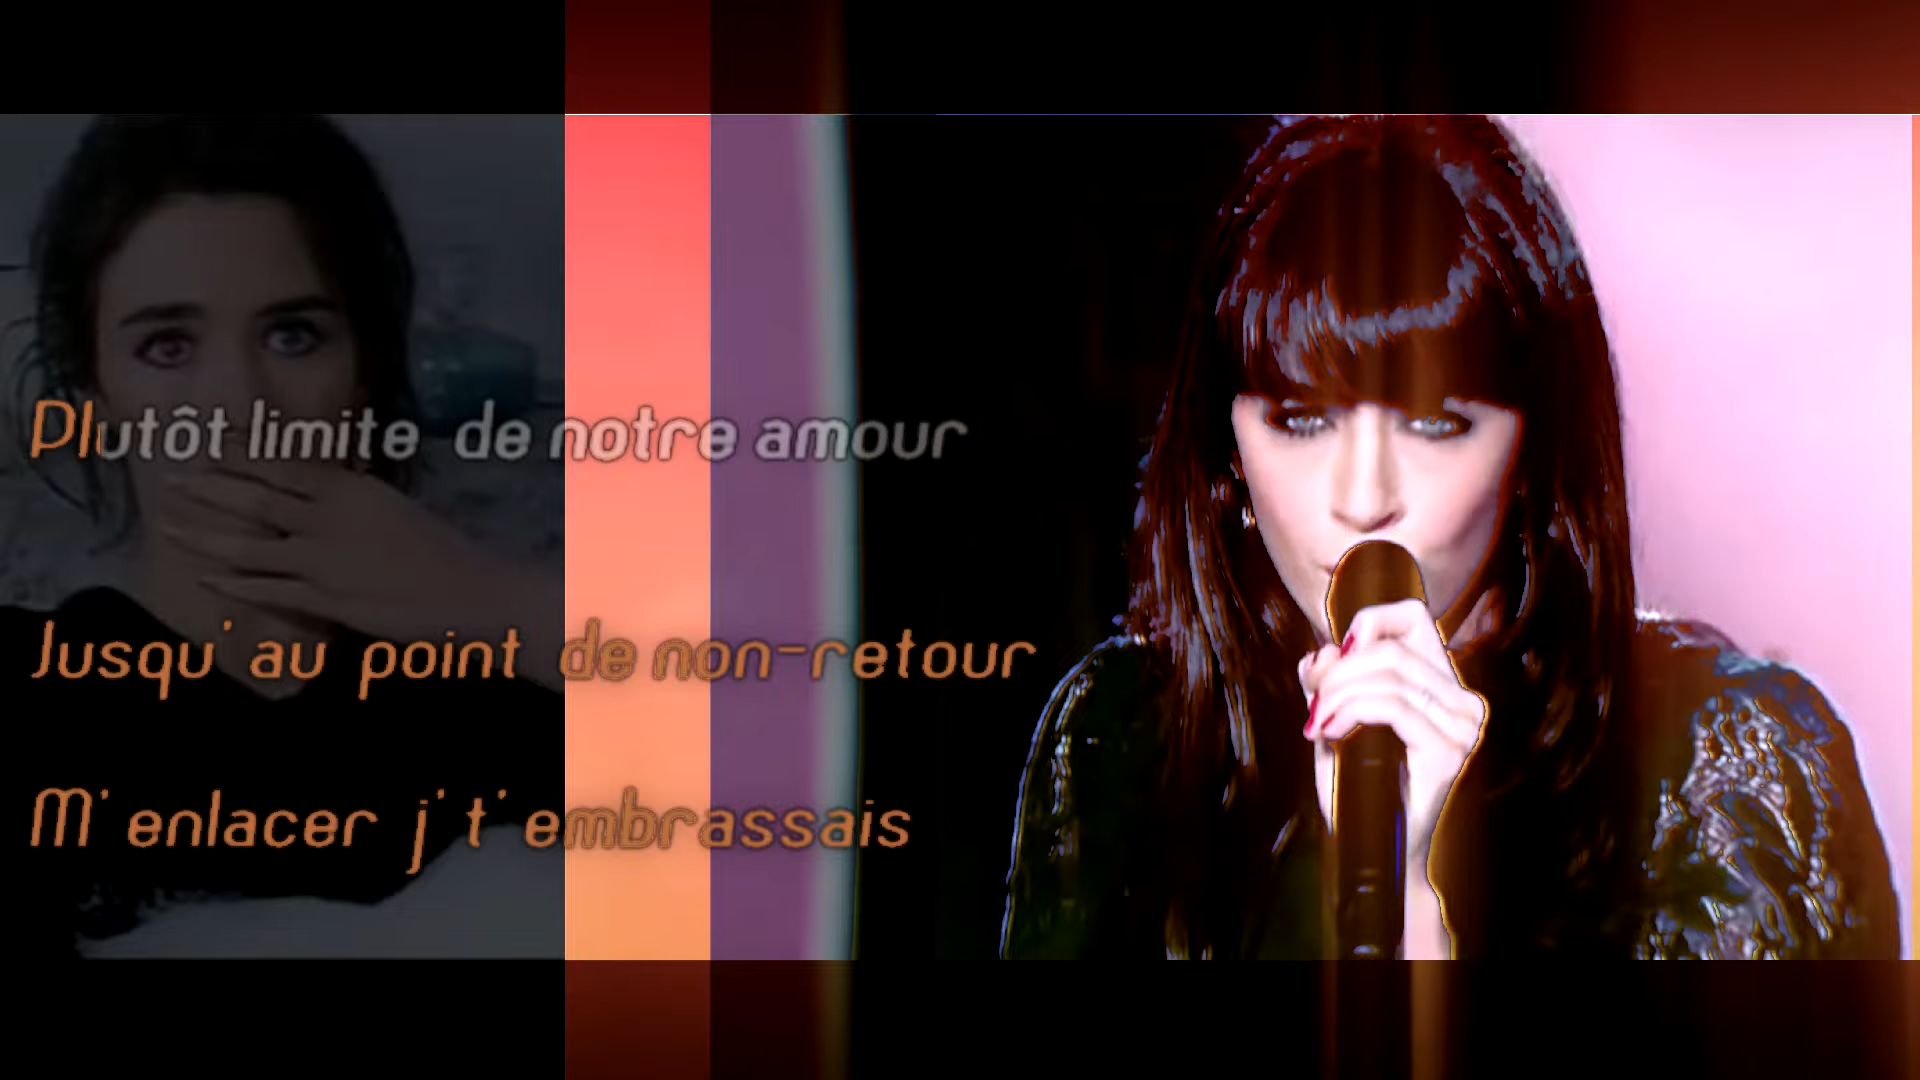 Plutôt limite de notre amour
Jusqu' au point de non-retour
M' enlacer j' t' embrassais